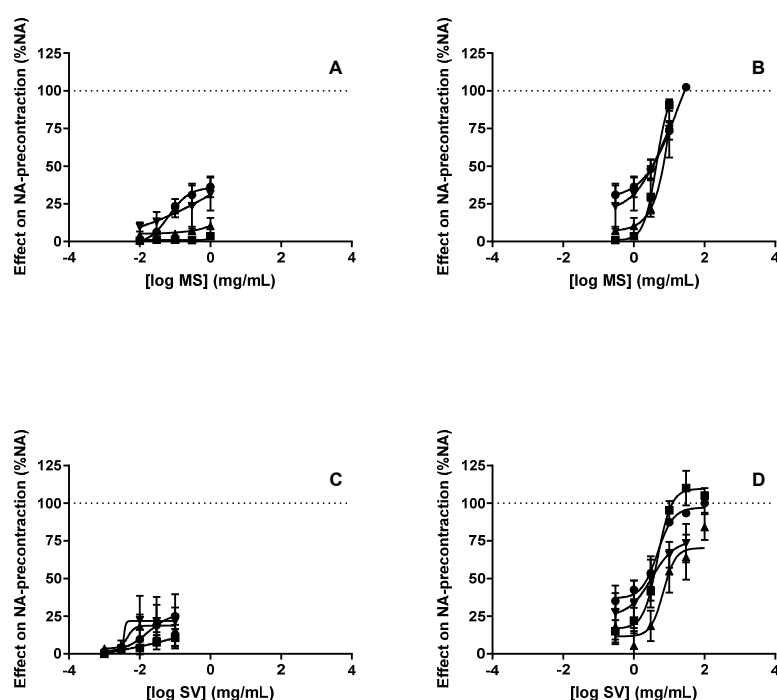 A
Effect on NA-precontraction (%NA)
125
100
75
50
25
0
-4 -2 0 2 4
[log MS] (mg/mL)
B
Effect on NA-precontraction (%NA)
125
100
75
50
25
0
-4 -2 0 2 4
[log MS] (mg/mL)
C
Effect on NA-precontraction (%NA)
125
100
75
50
25
0
-4 -2 0 2 4
[log SV] (mg/mL)
D
Effect on NA-precontraction (%NA)
125
100
75
50
25
0
-4 -2 0 2 4
[log SV] (mg/mL)